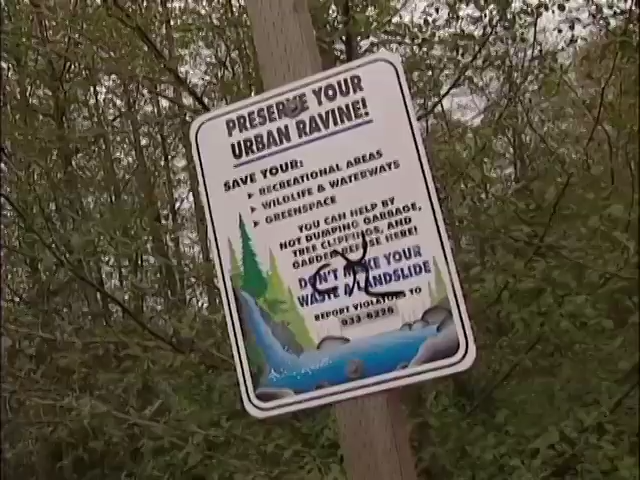 PRESERVE YOUR
URBAN RAVINE!
SAVE YOUR:
RECREATIONAL AREAS
WILDLIFE & WATERWAYS
GREENSPACE
YOU CAN HELP BY
NOT DUMPING GARBAGE,
TREE CLIPPINGS, AND
GARDEN REFUSE HERE!
DON'T MAKE YOUR
WASTE A LANDSLIDE
REPORT VIOLATORS TO
933-6226